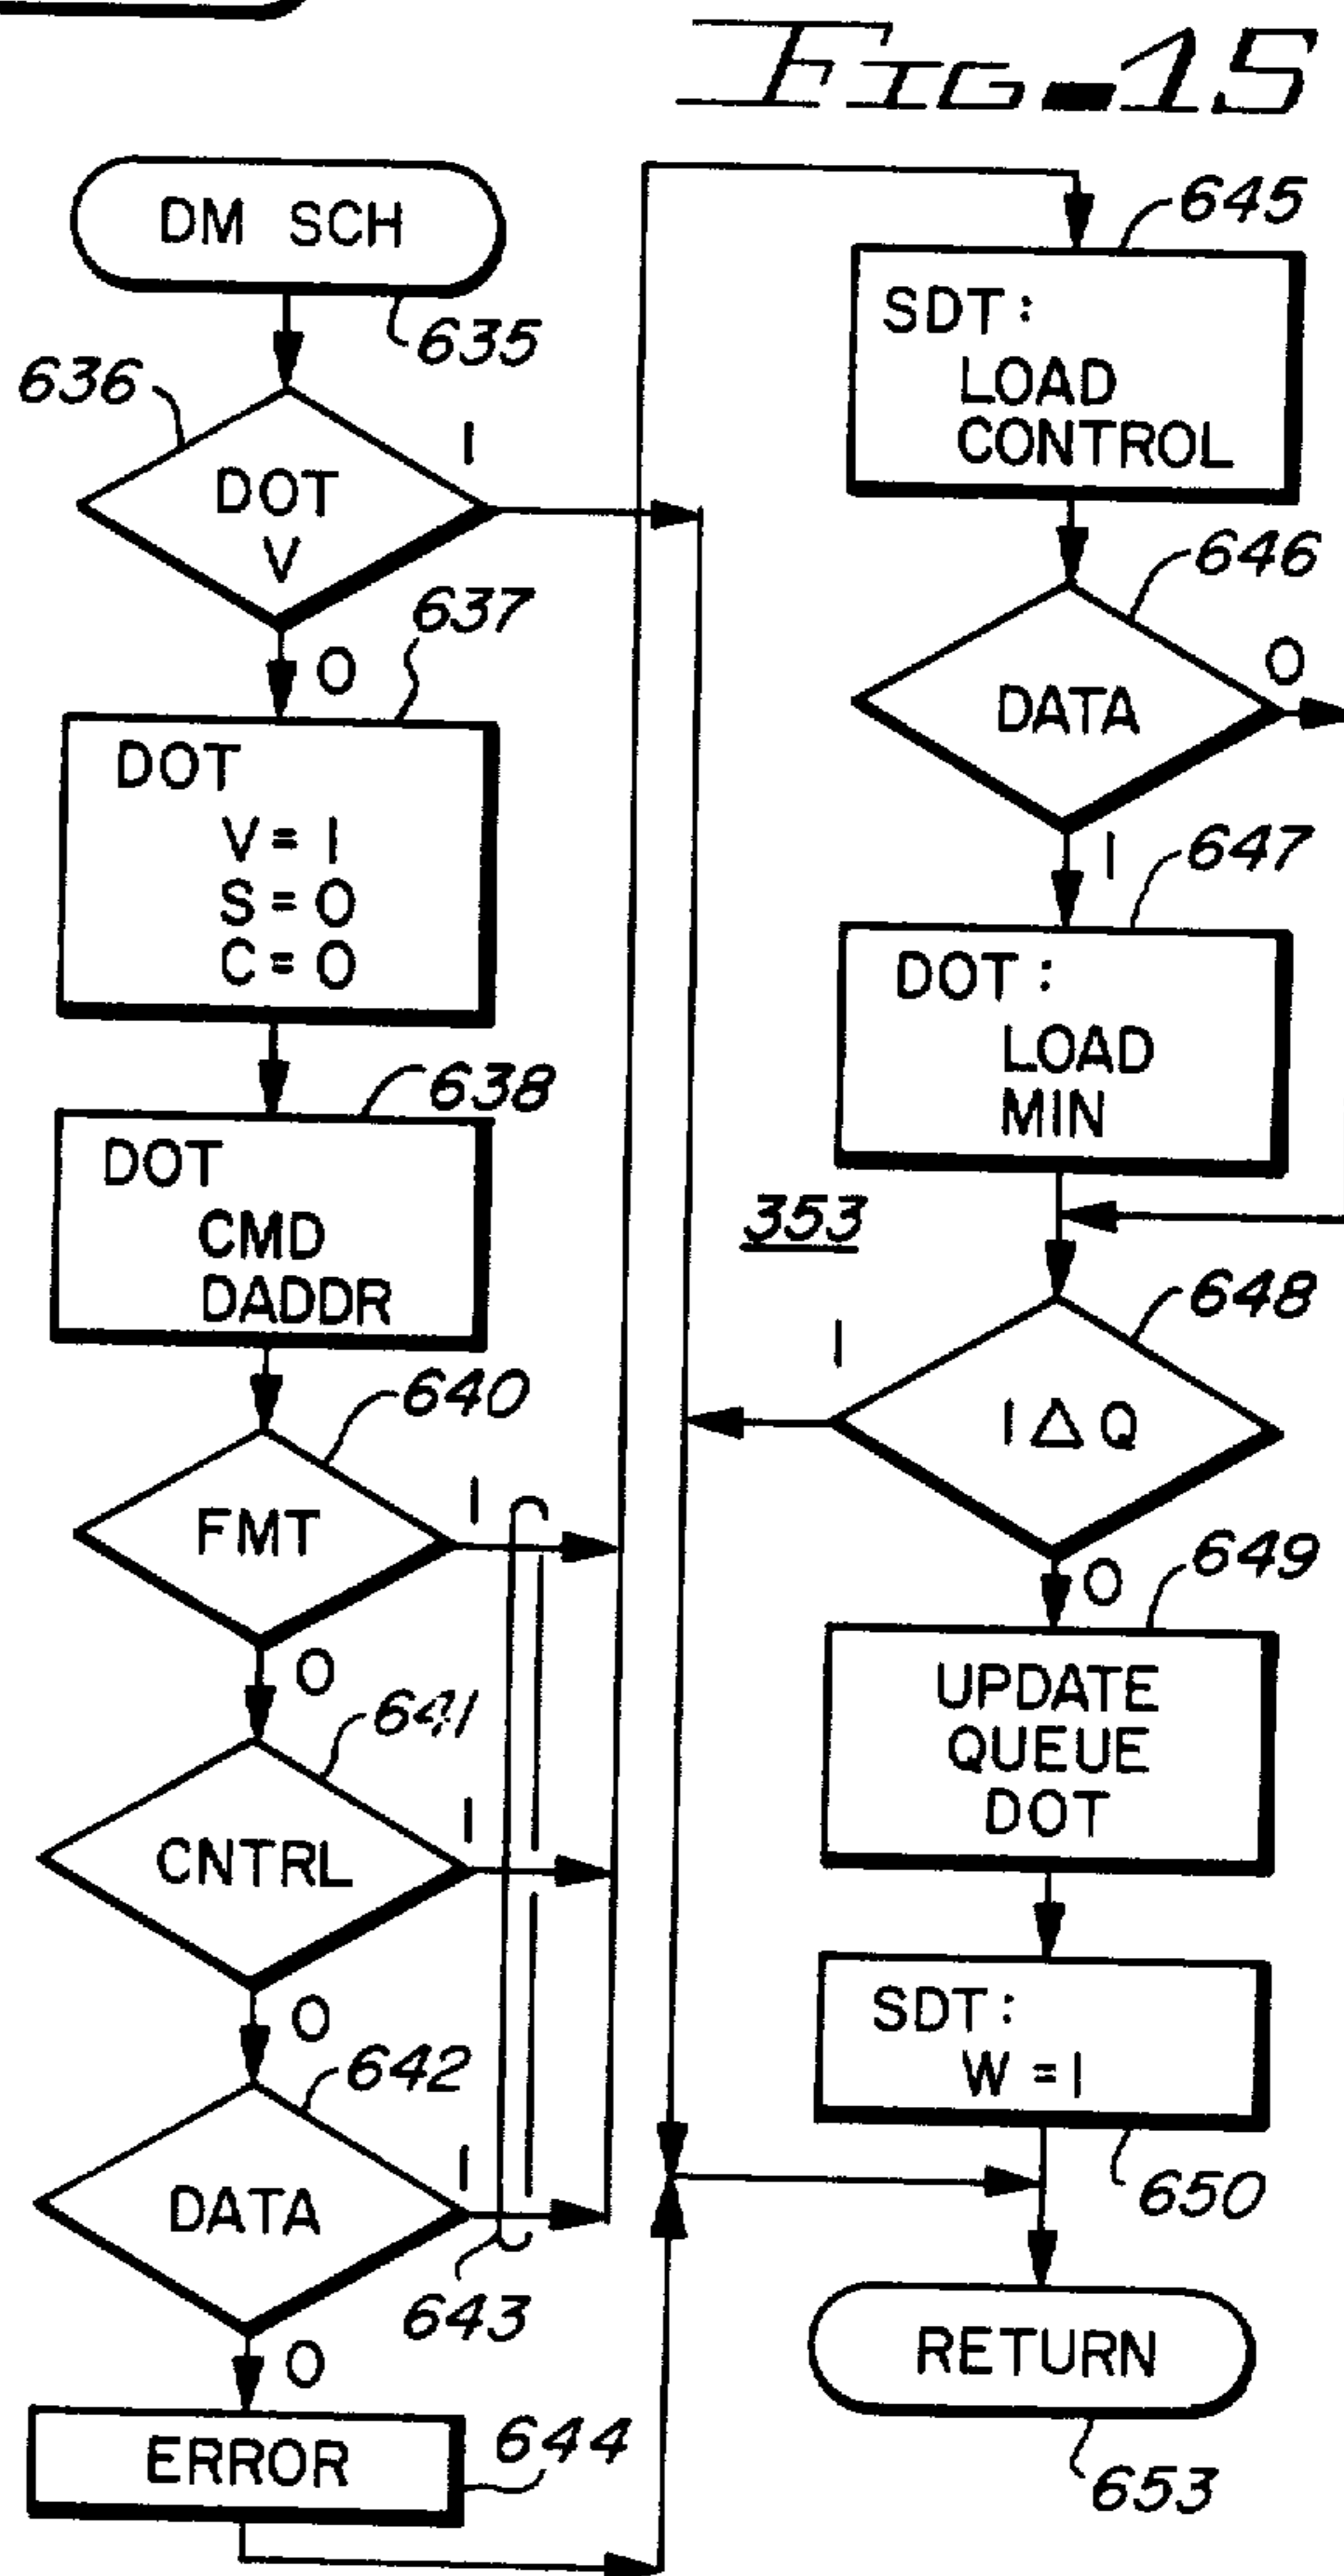 FIG-15
DM SCH
635
636
DOT
V
1
0
637
DOT
V = 1
S = 0
C = 0
638
DOT
CMD
DADDR
640
FMT
1
0
641
CNTRL
1
0
642
DATA
1
643
0
ERROR
644
645
SDT:
LOAD
CONTROL
646
DATA
0
1
647
DOT:
LOAD
MIN
353
648
1
1 Δ Q
0
649
UPDATE
QUEUE
DOT
SDT:
W = 1
650
RETURN
653